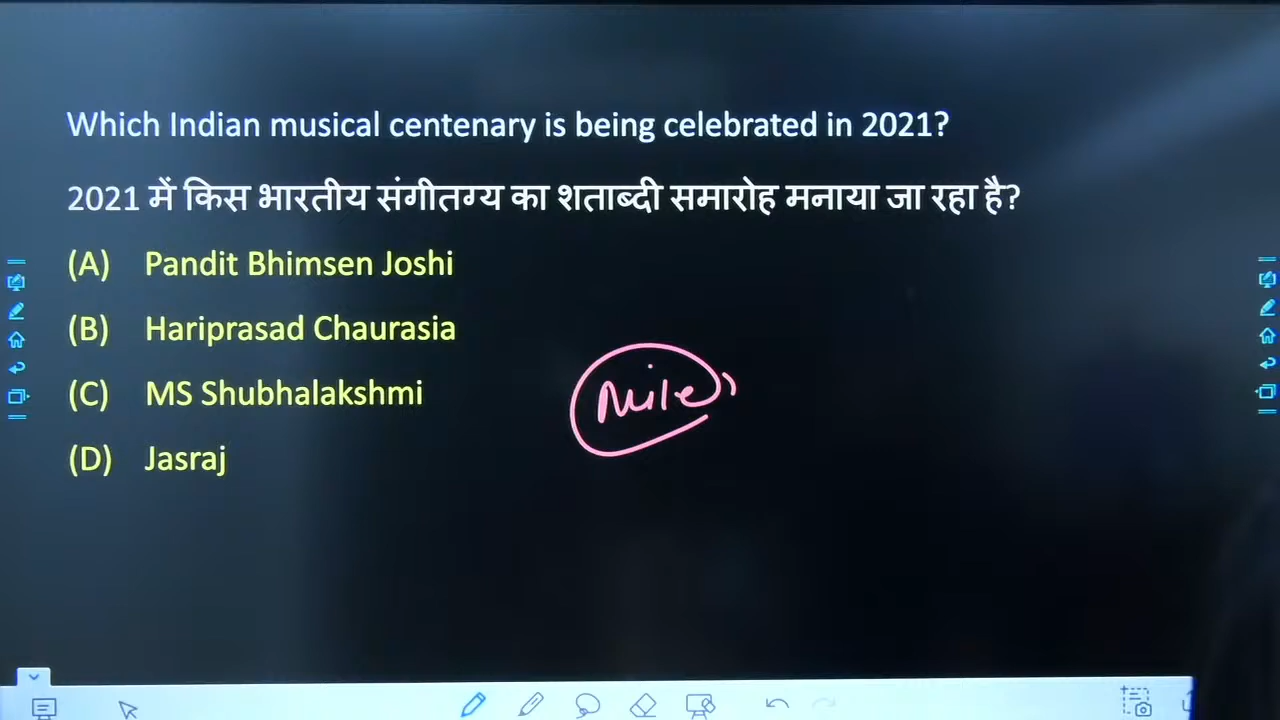 Which Indian musical centenary is being celebrated in 2021?
2021 में किस भारतीय संगीतग्य का शताब्दी समारोह मनाया जा रहा है?
(A) Pandit Bhimsen Joshi
(B) Hariprasad Chaurasia
(C) MS Shubhalakshmi
(D) Jasraj
Mile